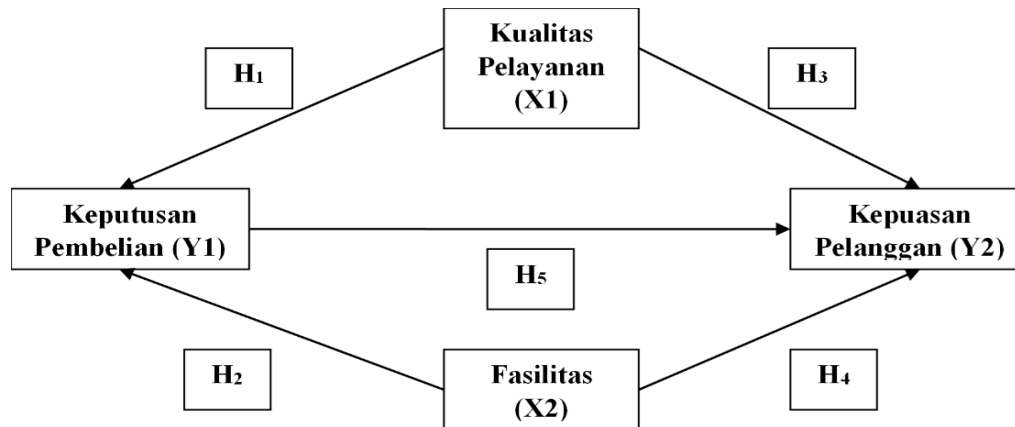 Kualitas
Pelayanan
(X1)
H1
H3
Keputusan
Pembelian (Y1)
Kepuasan
Pelanggan (Y2)
H5
H2
Fasilitas
(X2)
H4